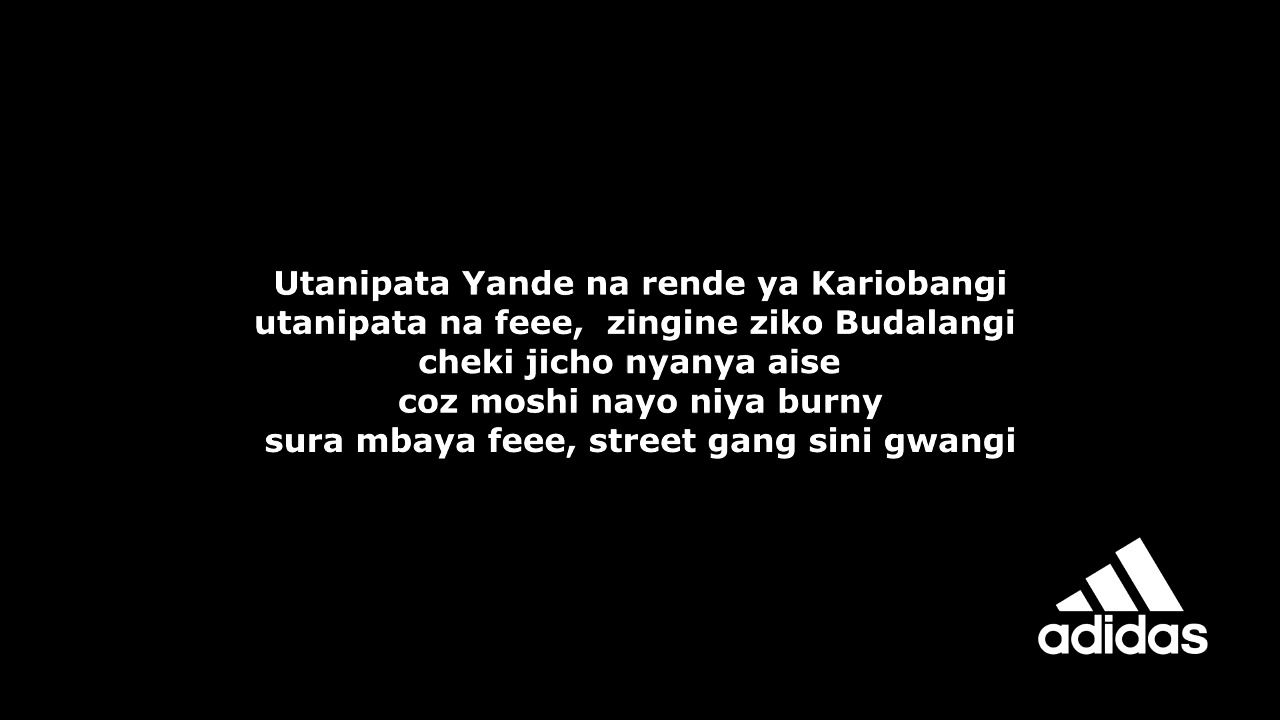 Utanipata Yande na rende ya Kariobangi
utanipata na feee,  zingine ziko Budalangi
cheki jicho nyanya aise
coz moshi nayo niya burny
sura mbaya feee, street gang sini gwangi
adidas